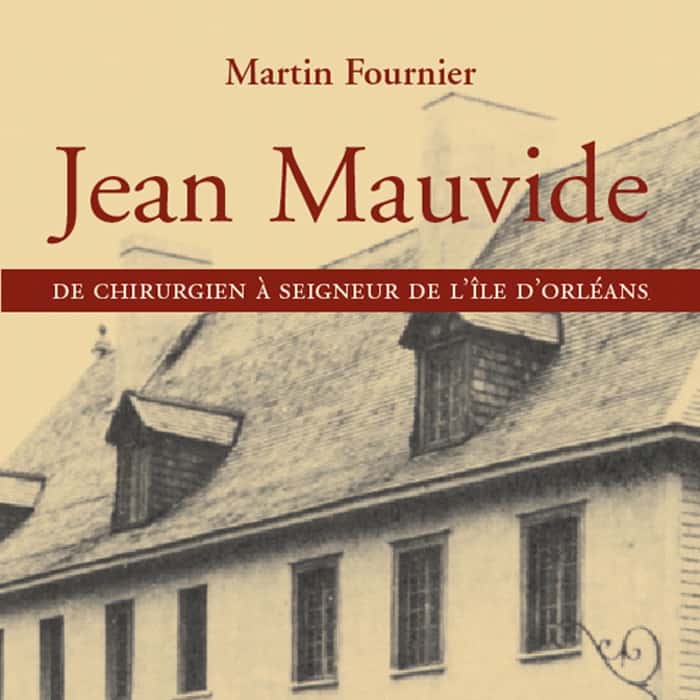 Martin Fournier
Jean Mauvide
DE CHIRURGIEN À SEIGNEUR DE L'ÎLE D'ORLÉANS